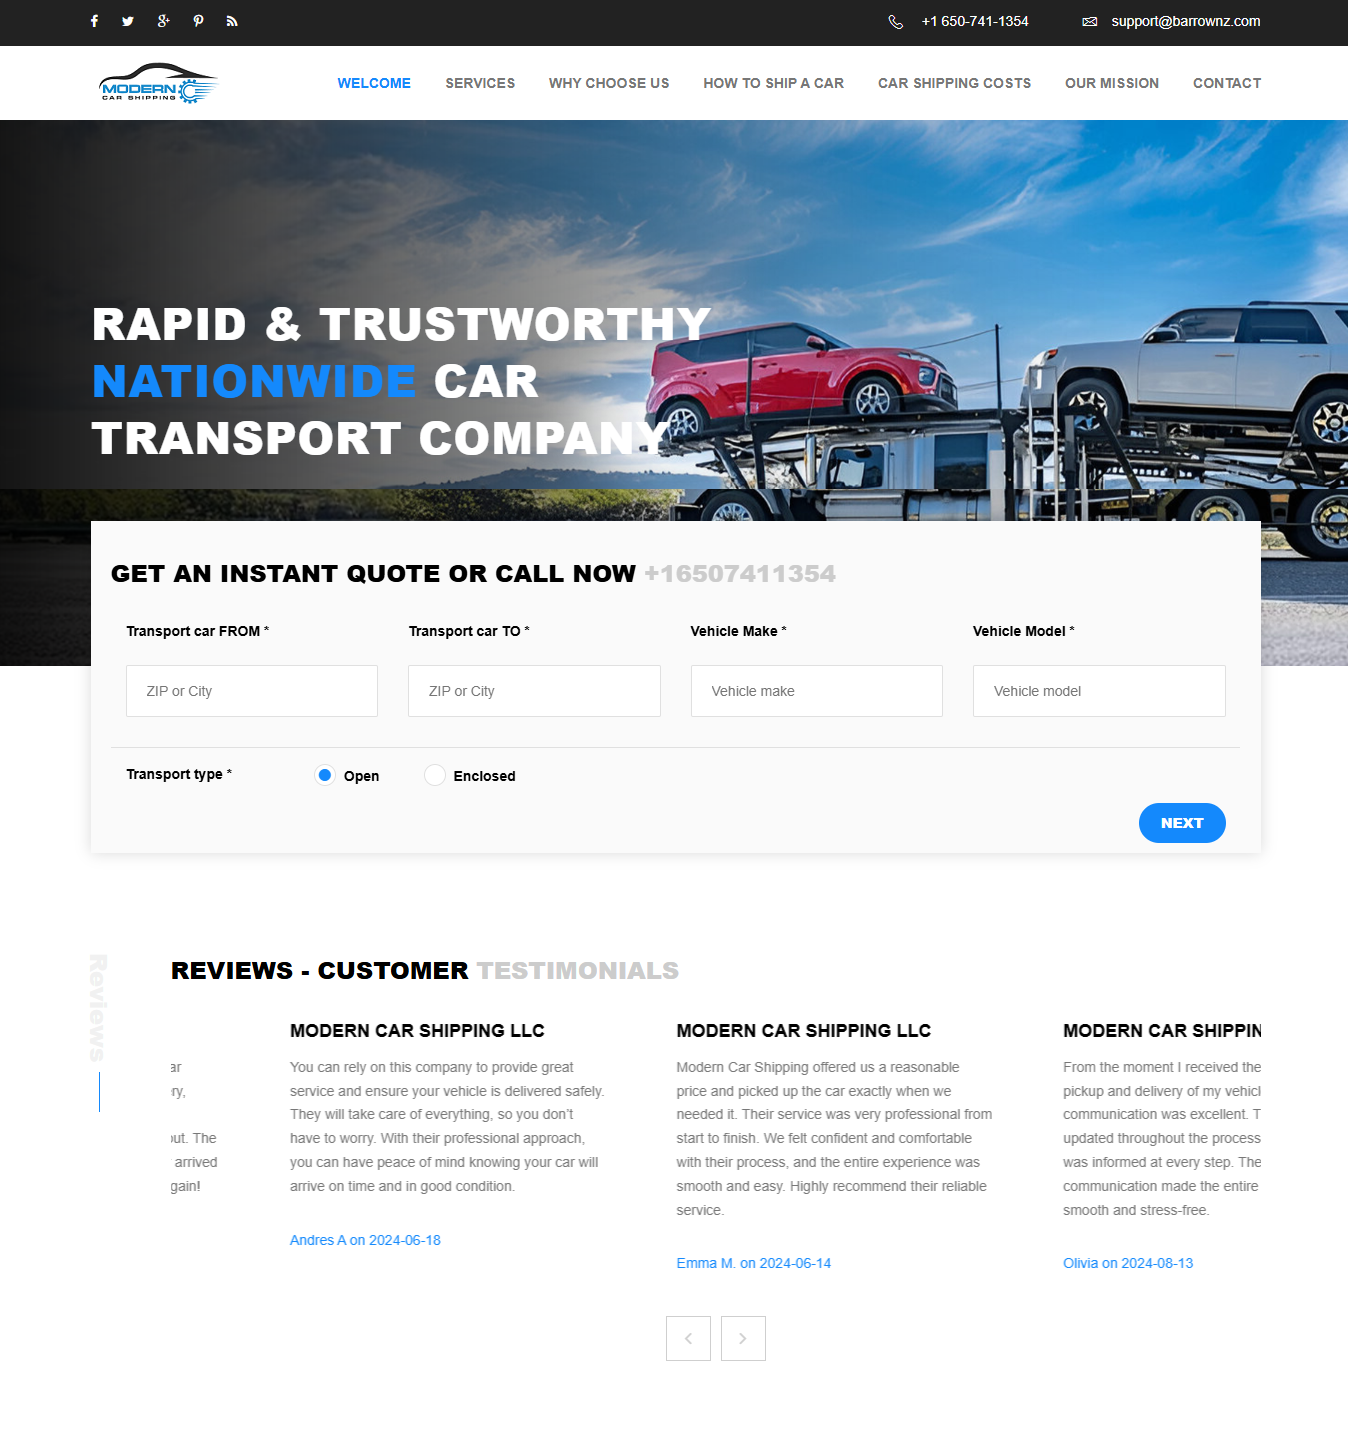 +1 650-741-1354 support@barrownz.com
MODERN
CAR SHIPPING
WELCOME SERVICES WHY CHOOSE US HOW TO SHIP A CAR CAR SHIPPING COSTS OUR MISSION CONTACT
RAPID & TRUSTWORTHY
NATIONWIDE CAR
TRANSPORT COMPANY
GET AN INSTANT QUOTE OR CALL NOW +16507411354
Transport car FROM * Transport car TO * Vehicle Make * Vehicle Model *
ZIP or City ZIP or City Vehicle make Vehicle model
Transport type * Open Enclosed
NEXT
Reviews
REVIEWS - CUSTOMER TESTIMONIALS
ar
ry,
out. The
arrived
gain!
MODERN CAR SHIPPING LLC
You can rely on this company to provide great
service and ensure your vehicle is delivered safely.
They will take care of everything, so you don't
have to worry. With their professional approach,
you can have peace of mind knowing your car will
arrive on time and in good condition.
Andres A on 2024-06-18
MODERN CAR SHIPPING LLC
Modern Car Shipping offered us a reasonable
price and picked up the car exactly when we
needed it. Their service was very professional from
start to finish. We felt confident and comfortable
with their process, and the entire experience was
smooth and easy. Highly recommend their reliable
service.
Emma M. on 2024-06-14
MODERN CAR SHIPPIN
From the moment I received the
pickup and delivery of my vehicl
communication was excellent. T
updated throughout the process
was informed at every step. The
communication made the entire
smooth and stress-free.
Olivia on 2024-08-13